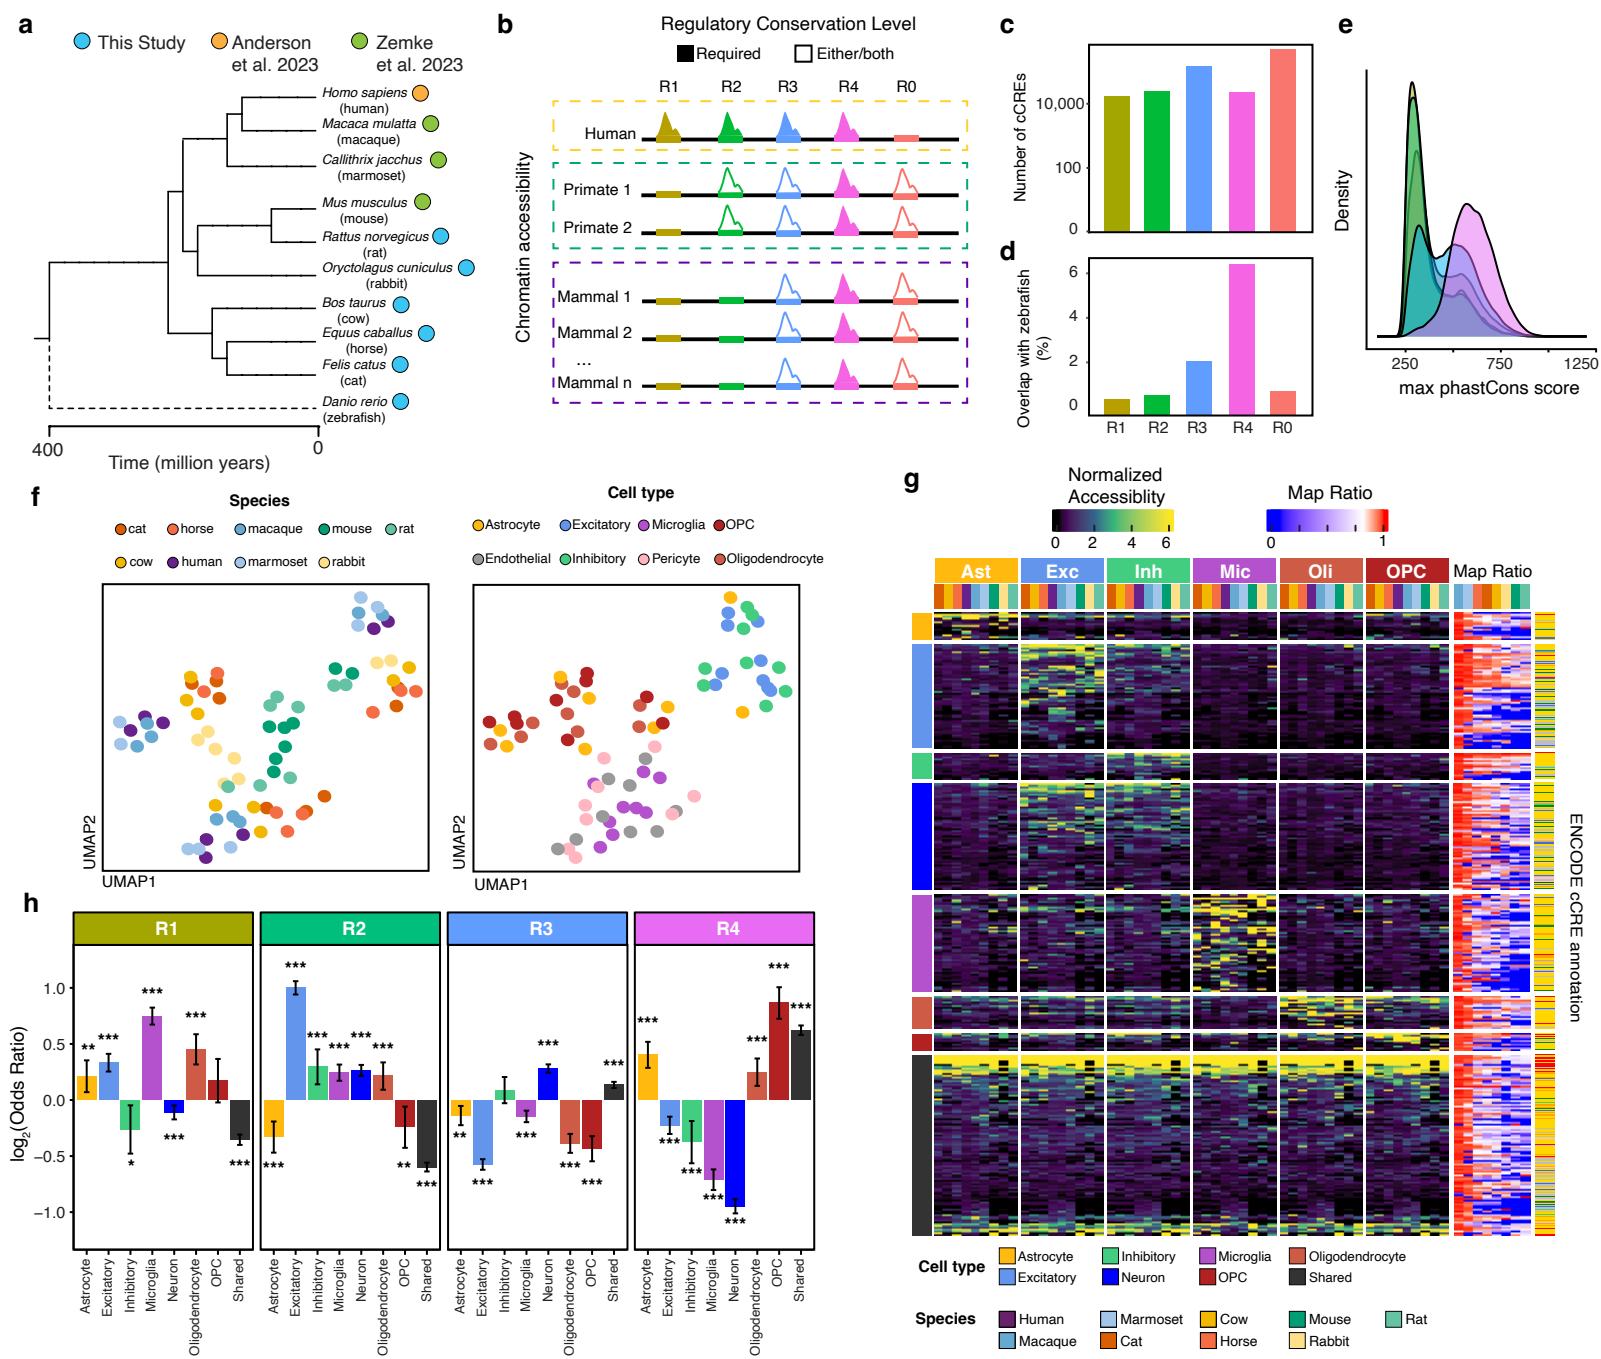 a
This Study
Anderson
et al. 2023
Zemke
et al. 2023
Homo sapiens
(human)
Macaca mulatta
(macaque)
Callithrix jacchus
(marmoset)
Mus musculus
(mouse)
Rattus norvegicus
(rat)
Oryctolagus cuniculus
(rabbit)
Bos taurus
(cow)
Equus caballus
(horse)
Felis catus
(cat)
Danio rerio
(zebrafish)
400
0
Time (million years)
b
Regulatory Conservation Level
Required
Either/both
R1 R2 R3 R4 R0
Chromatin accessibility
Human
Primate 1
Primate 2
Mammal 1
Mammal 2
...
Mammal n
c
Number of cCREs
10,000
100
0
d
Overlap with zebrafish
(%)
6
4
2
0
R1 R2 R3 R4 R0
e
Density
250 750 1250
max phastCons score
f
Species
cat horse macaque mouse rat
cow human marmoset rabbit
UMAP2
UMAP1
Cell type
Astrocyte Excitatory Microglia OPC
Endothelial Inhibitory Pericyte Oligodendrocyte
UMAP2
UMAP1
g
Normalized
Accessiblity
0 2 4 6
Map Ratio
0 1
Ast Exc Inh Mic Oli OPC Map Ratio
ENCODE cCRE annotation
Cell type
Astrocyte Inhibitory Microglia Oligodendrocyte
Excitatory Neuron OPC Shared
Species
Human Marmoset Cow Mouse Rat
Macaque Cat Horse Rabbit
h
R1 R2 R3 R4
log2(Odds Ratio)
1.0
0.5
0.0
−0.5
−1.0
** *** * *** *** *** ***
*** *** *** *** *** *** ** ***
** *** *** *** *** *** ***
*** *** *** *** *** *** *** ***
Astrocyte Excitatory Inhibitory Microglia Neuron Oligodendrocyte OPC Shared
Astrocyte Excitatory Inhibitory Microglia Neuron Oligodendrocyte OPC Shared
Astrocyte Excitatory Inhibitory Microglia Neuron Oligodendrocyte OPC Shared
Astrocyte Excitatory Inhibitory Microglia Neuron Oligodendrocyte OPC Shared